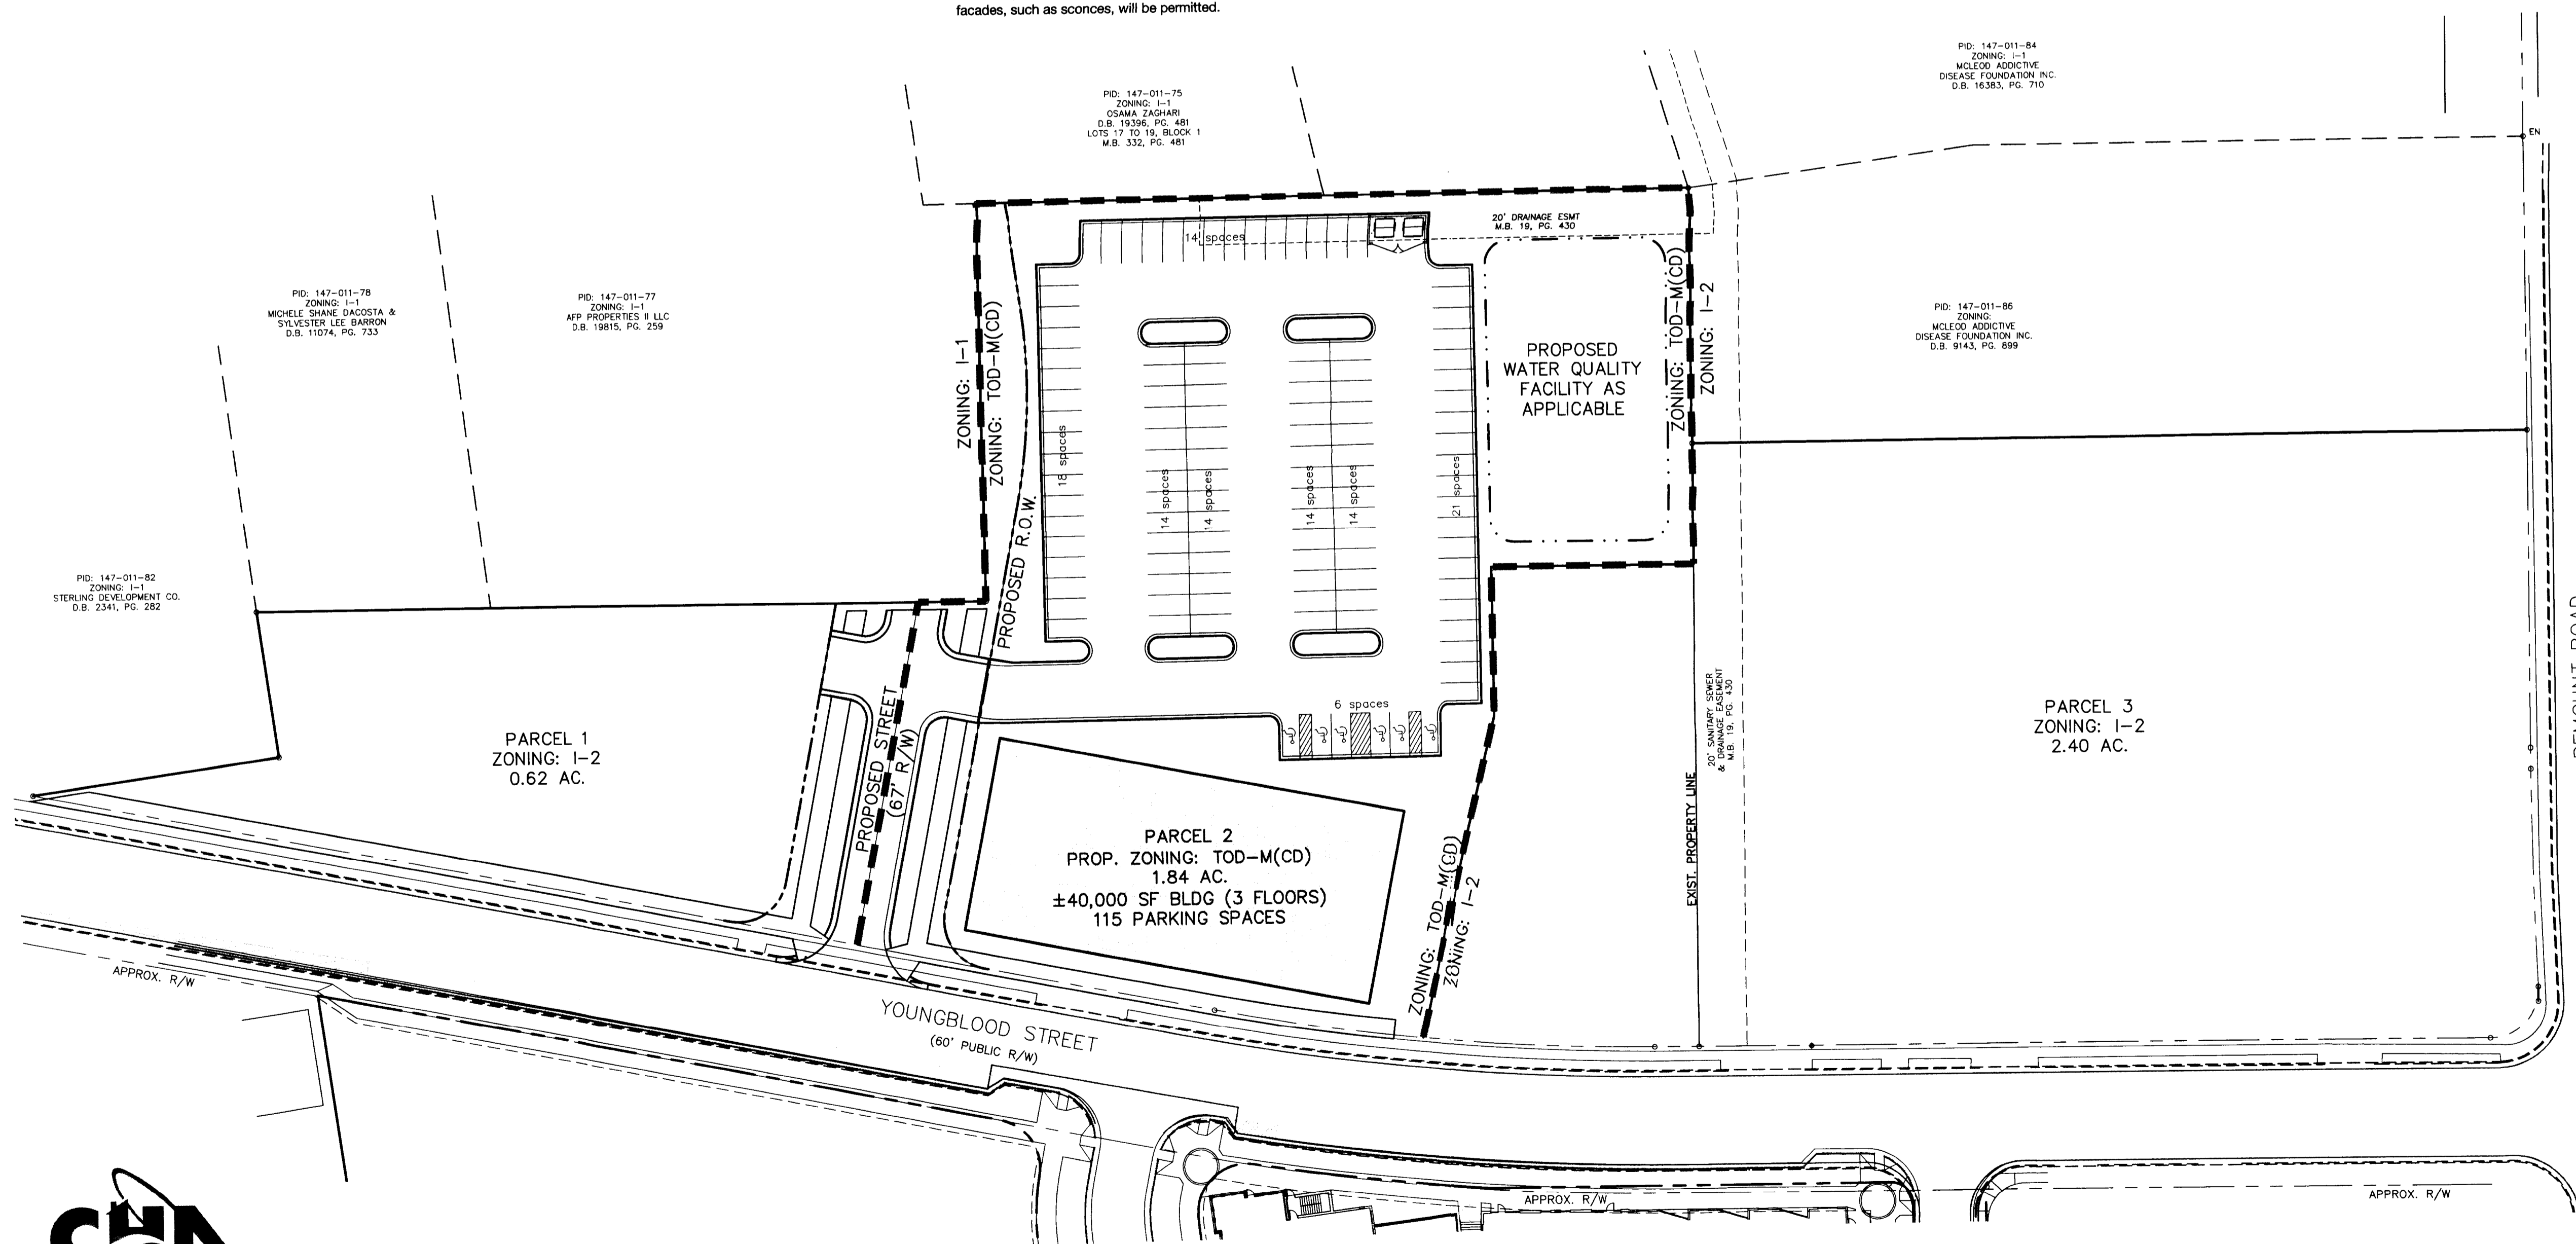 facades, such as sconces, will be permitted.
PID: 147-011-84
ZONING: I-1
MCLEOD ADDICTIVE
DISEASE FOUNDATION INC.
D.B. 16383, PG. 710
PID: 147-011-75
ZONING: I-1
OSAMA ZAGHARI
D.B. 19396, PG. 481
LOTS 17 TO 19, BLOCK 1
M.B. 332, PG. 481
EN
20' DRAINAGE ESMT
M.B. 19, PG. 430
14 spaces
PID: 147-011-78
ZONING: I-1
MICHELE SHANE DACOSTA &
SYLVESTER LEE BARRON
D.B. 11074, PG. 733
PID: 147-011-77
ZONING: I-1
AFP PROPERTIES II LLC
D.B. 19815, PG. 259
ZONING: I-1
ZONING: TOD-M(CD)
PROPOSED
WATER QUALITY
FACILITY AS
APPLICABLE
ZONING: TOD-M(CD)
ZONING: I-2
PID: 147-011-86
ZONING:
MCLEOD ADDICTIVE
DISEASE FOUNDATION INC.
D.B. 9143, PG. 899
18 spaces
14 spaces
14 spaces
14 spaces
14 spaces
21 spaces
PROPOSED R.O.W.
PID: 147-011-82
ZONING: I-1
STERLING DEVELOPMENT CO.
D.B. 2341, PG. 282
6 spaces
PARCEL 1
ZONING: I-2
0.62 AC.
PROPOSED STREET
(67' R/W)
20' SANITARY SEWER
& DRAINAGE EASEMENT
M.B. 19, PG. 430
EXIST. PROPERTY LINE
PARCEL 3
ZONING: I-2
2.40 AC.
PARCEL 2
PROP. ZONING: TOD-M(CD)
1.84 AC.
±40,000 SF BLDG (3 FLOORS)
115 PARKING SPACES
ZONING: TOD-M(CD)
ZONING: I-2
APPROX. R/W
YOUNGBLOOD STREET
(60' PUBLIC R/W)
APPROX. R/W
APPROX. R/W